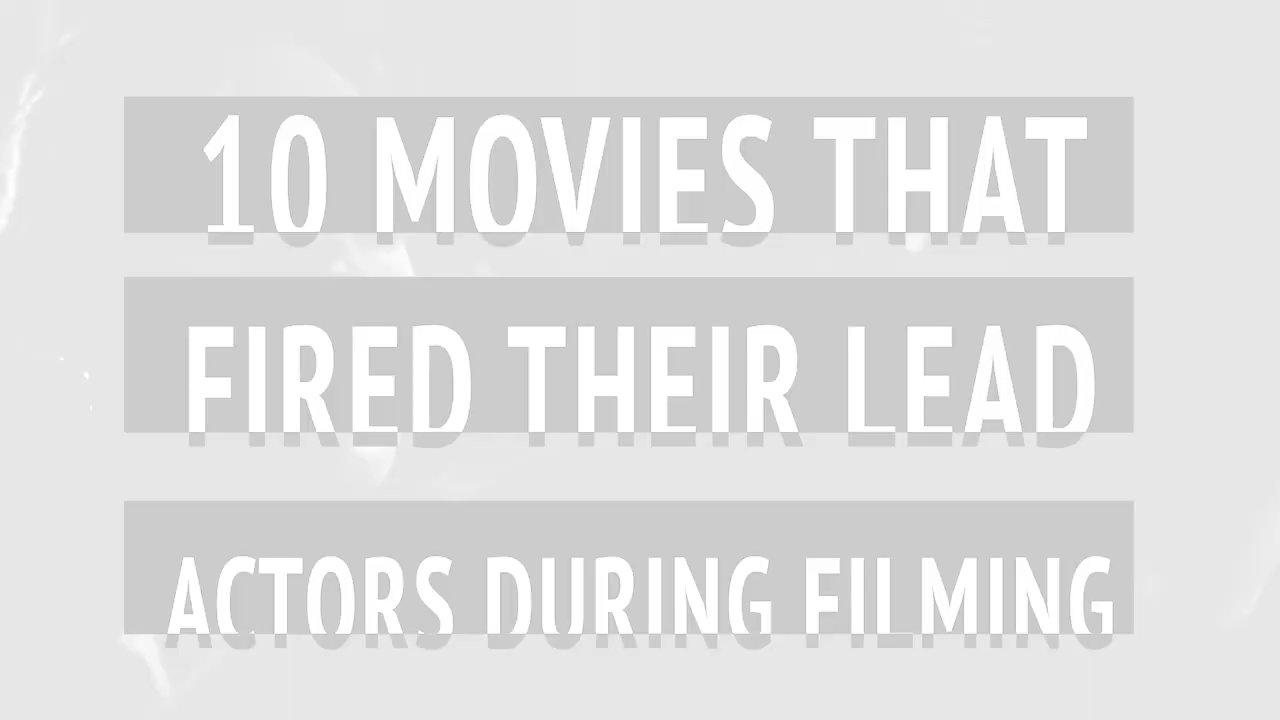 10 MOVIES THAT
FIRED THEIR LEAD
ACTORS DURING FILMING